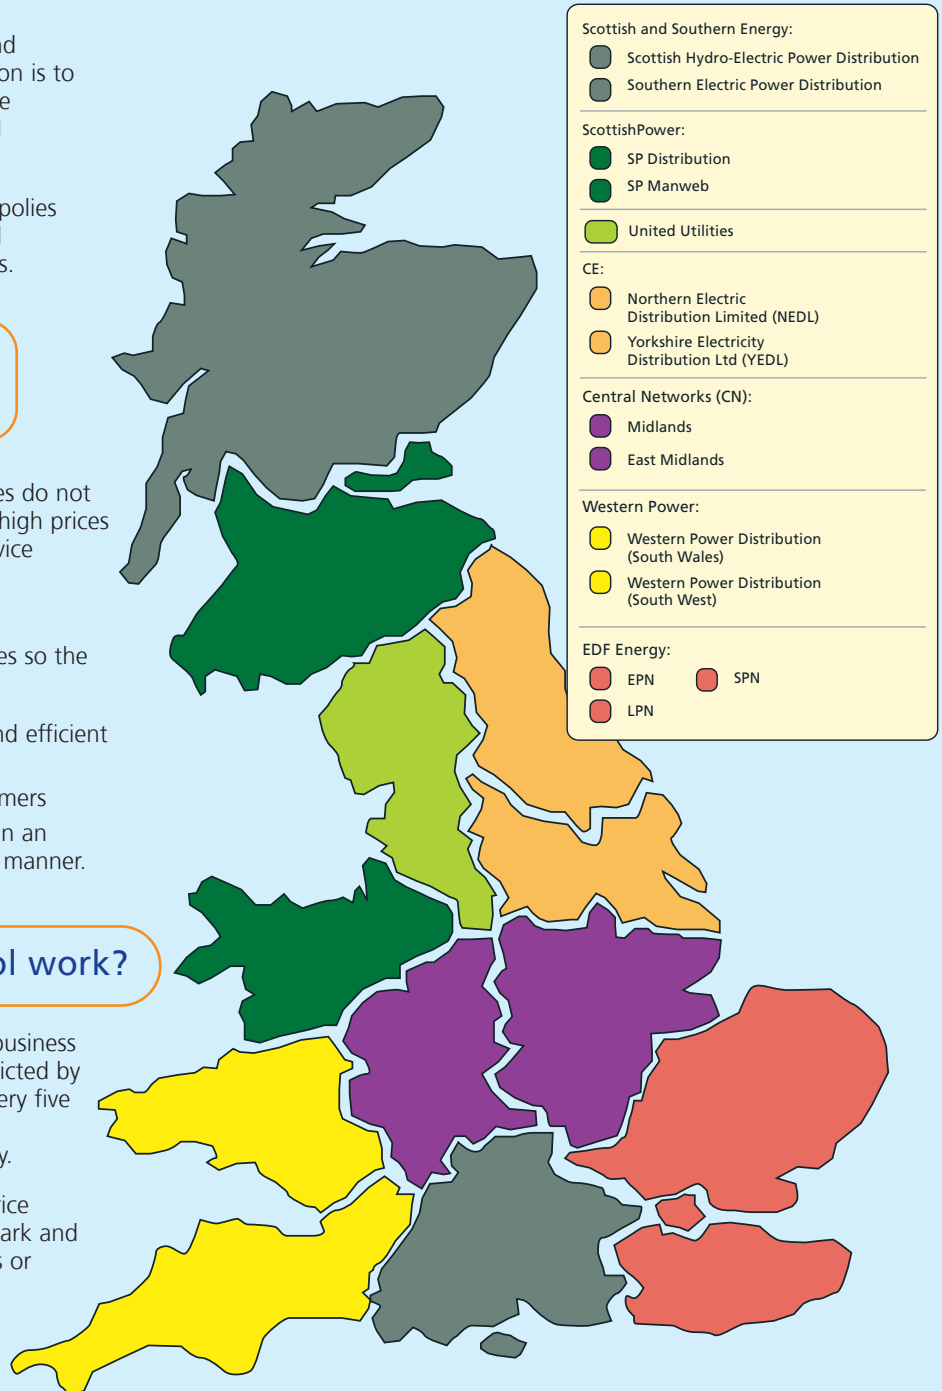 nd
on is to
e
polies
s.
es do not
high prices
vice
es so the
nd efficient
mers
n an
manner.
ol work?
business
icted by
ery five
y.
ice
ark and
s or
Scottish and Southern Energy:
Scottish Hydro-Electric Power Distribution
Southern Electric Power Distribution
ScottishPower:
SP Distribution
SP Manweb
United Utilities
CE:
Northern Electric
Distribution Limited (NEDL)
Yorkshire Electricity
Distribution Ltd (YEDL)
Central Networks (CN):
Midlands
East Midlands
Western Power:
Western Power Distribution
(South Wales)
Western Power Distribution
(South West)
EDF Energy:
EPN SPN
LPN